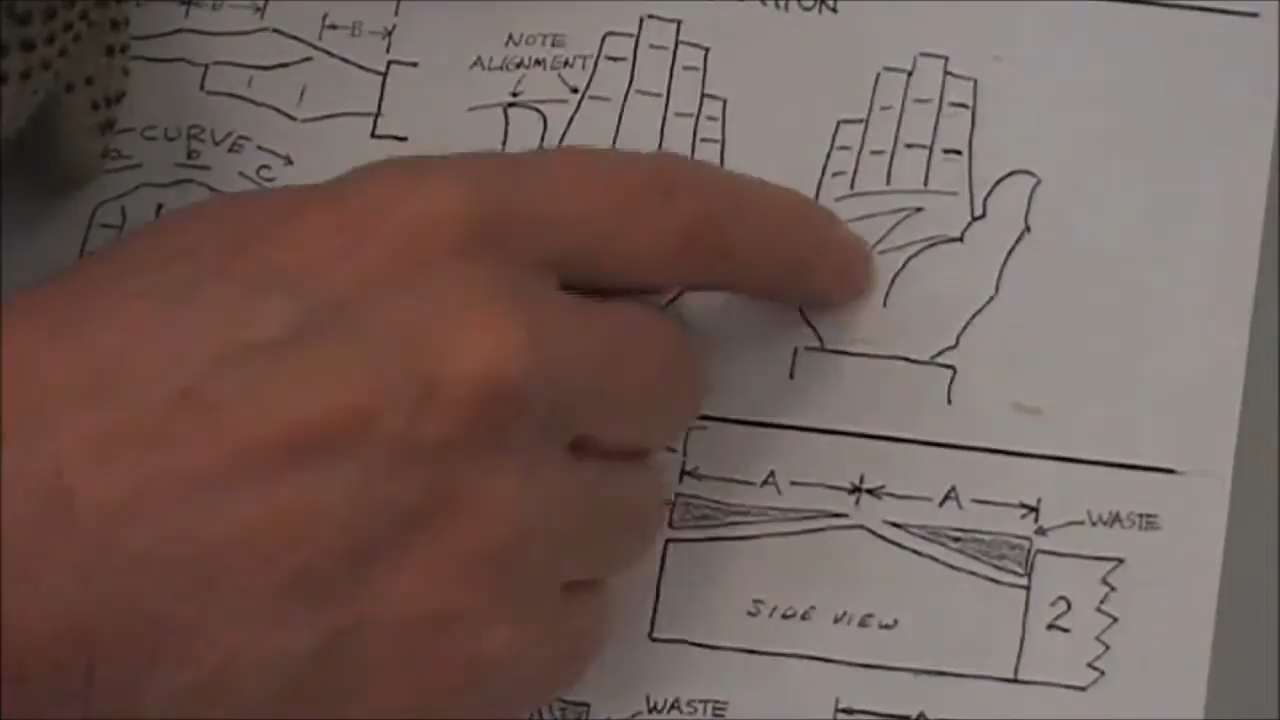 B
B
NOTE
ALIGNMENT
CURVE
a b c
A A
WASTE
SIDE VIEW
2
WASTE